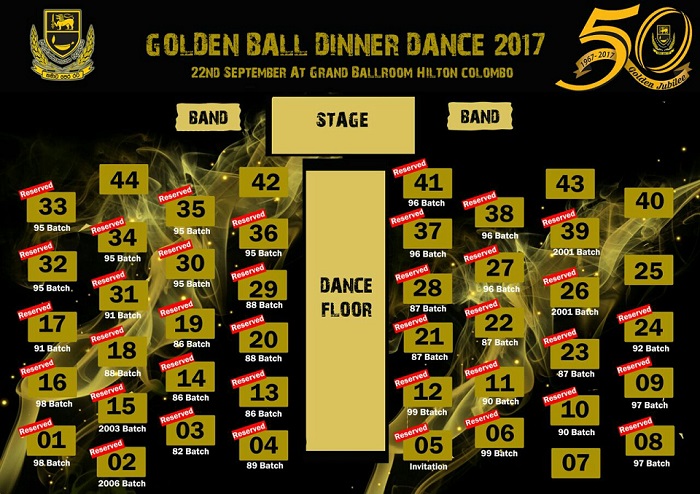 GOLDEN BALL DINNER DANCE 2017
22ND SEPTEMBER AT GRAND BALLROOM HILTON COLOMBO
50
1967-2017
Golden Jubilee
BAND
STAGE
BAND
DANCE
FLOOR
Reserved
33
95 Batch
Reserved
32
95 Batch
Reserved
17
91 Batch
Reserved
16
98 Batch
Reserved
01
98 Batch
44
Reserved
34
95 Batch
Reserved
31
91 Batch
Reserved
18
88 Batch
Reserved
15
2003 Batch
Reserved
02
2006 Batch
Reserved
35
95 Batch
Reserved
30
95 Batch
Reserved
19
86 Batch
Reserved
14
86 Batch
Reserved
03
82 Batch
42
Reserved
36
95 Batch
Reserved
29
88 Batch
Reserved
20
88 Batch
Reserved
13
86 Batch
Reserved
04
89 Batch
Reserved
41
96 Batch
Reserved
37
96 Batch
Reserved
28
87 Batch
Reserved
21
87 Batch
Reserved
12
99 Btatch
Reserved
05
Invitation
Reserved
38
96 Batch
Reserved
27
96 Batch
Reserved
22
87 Batch
Reserved
11
90 Batch
Reserved
06
99 Batch
43
Reserved
39
2001 Batch
Reserved
26
2001 Batch
Reserved
23
87 Batch
Reserved
10
90 Batch
07
40
25
Reserved
24
92 Batch
Reserved
09
97 Batch
Reserved
08
97 Batch